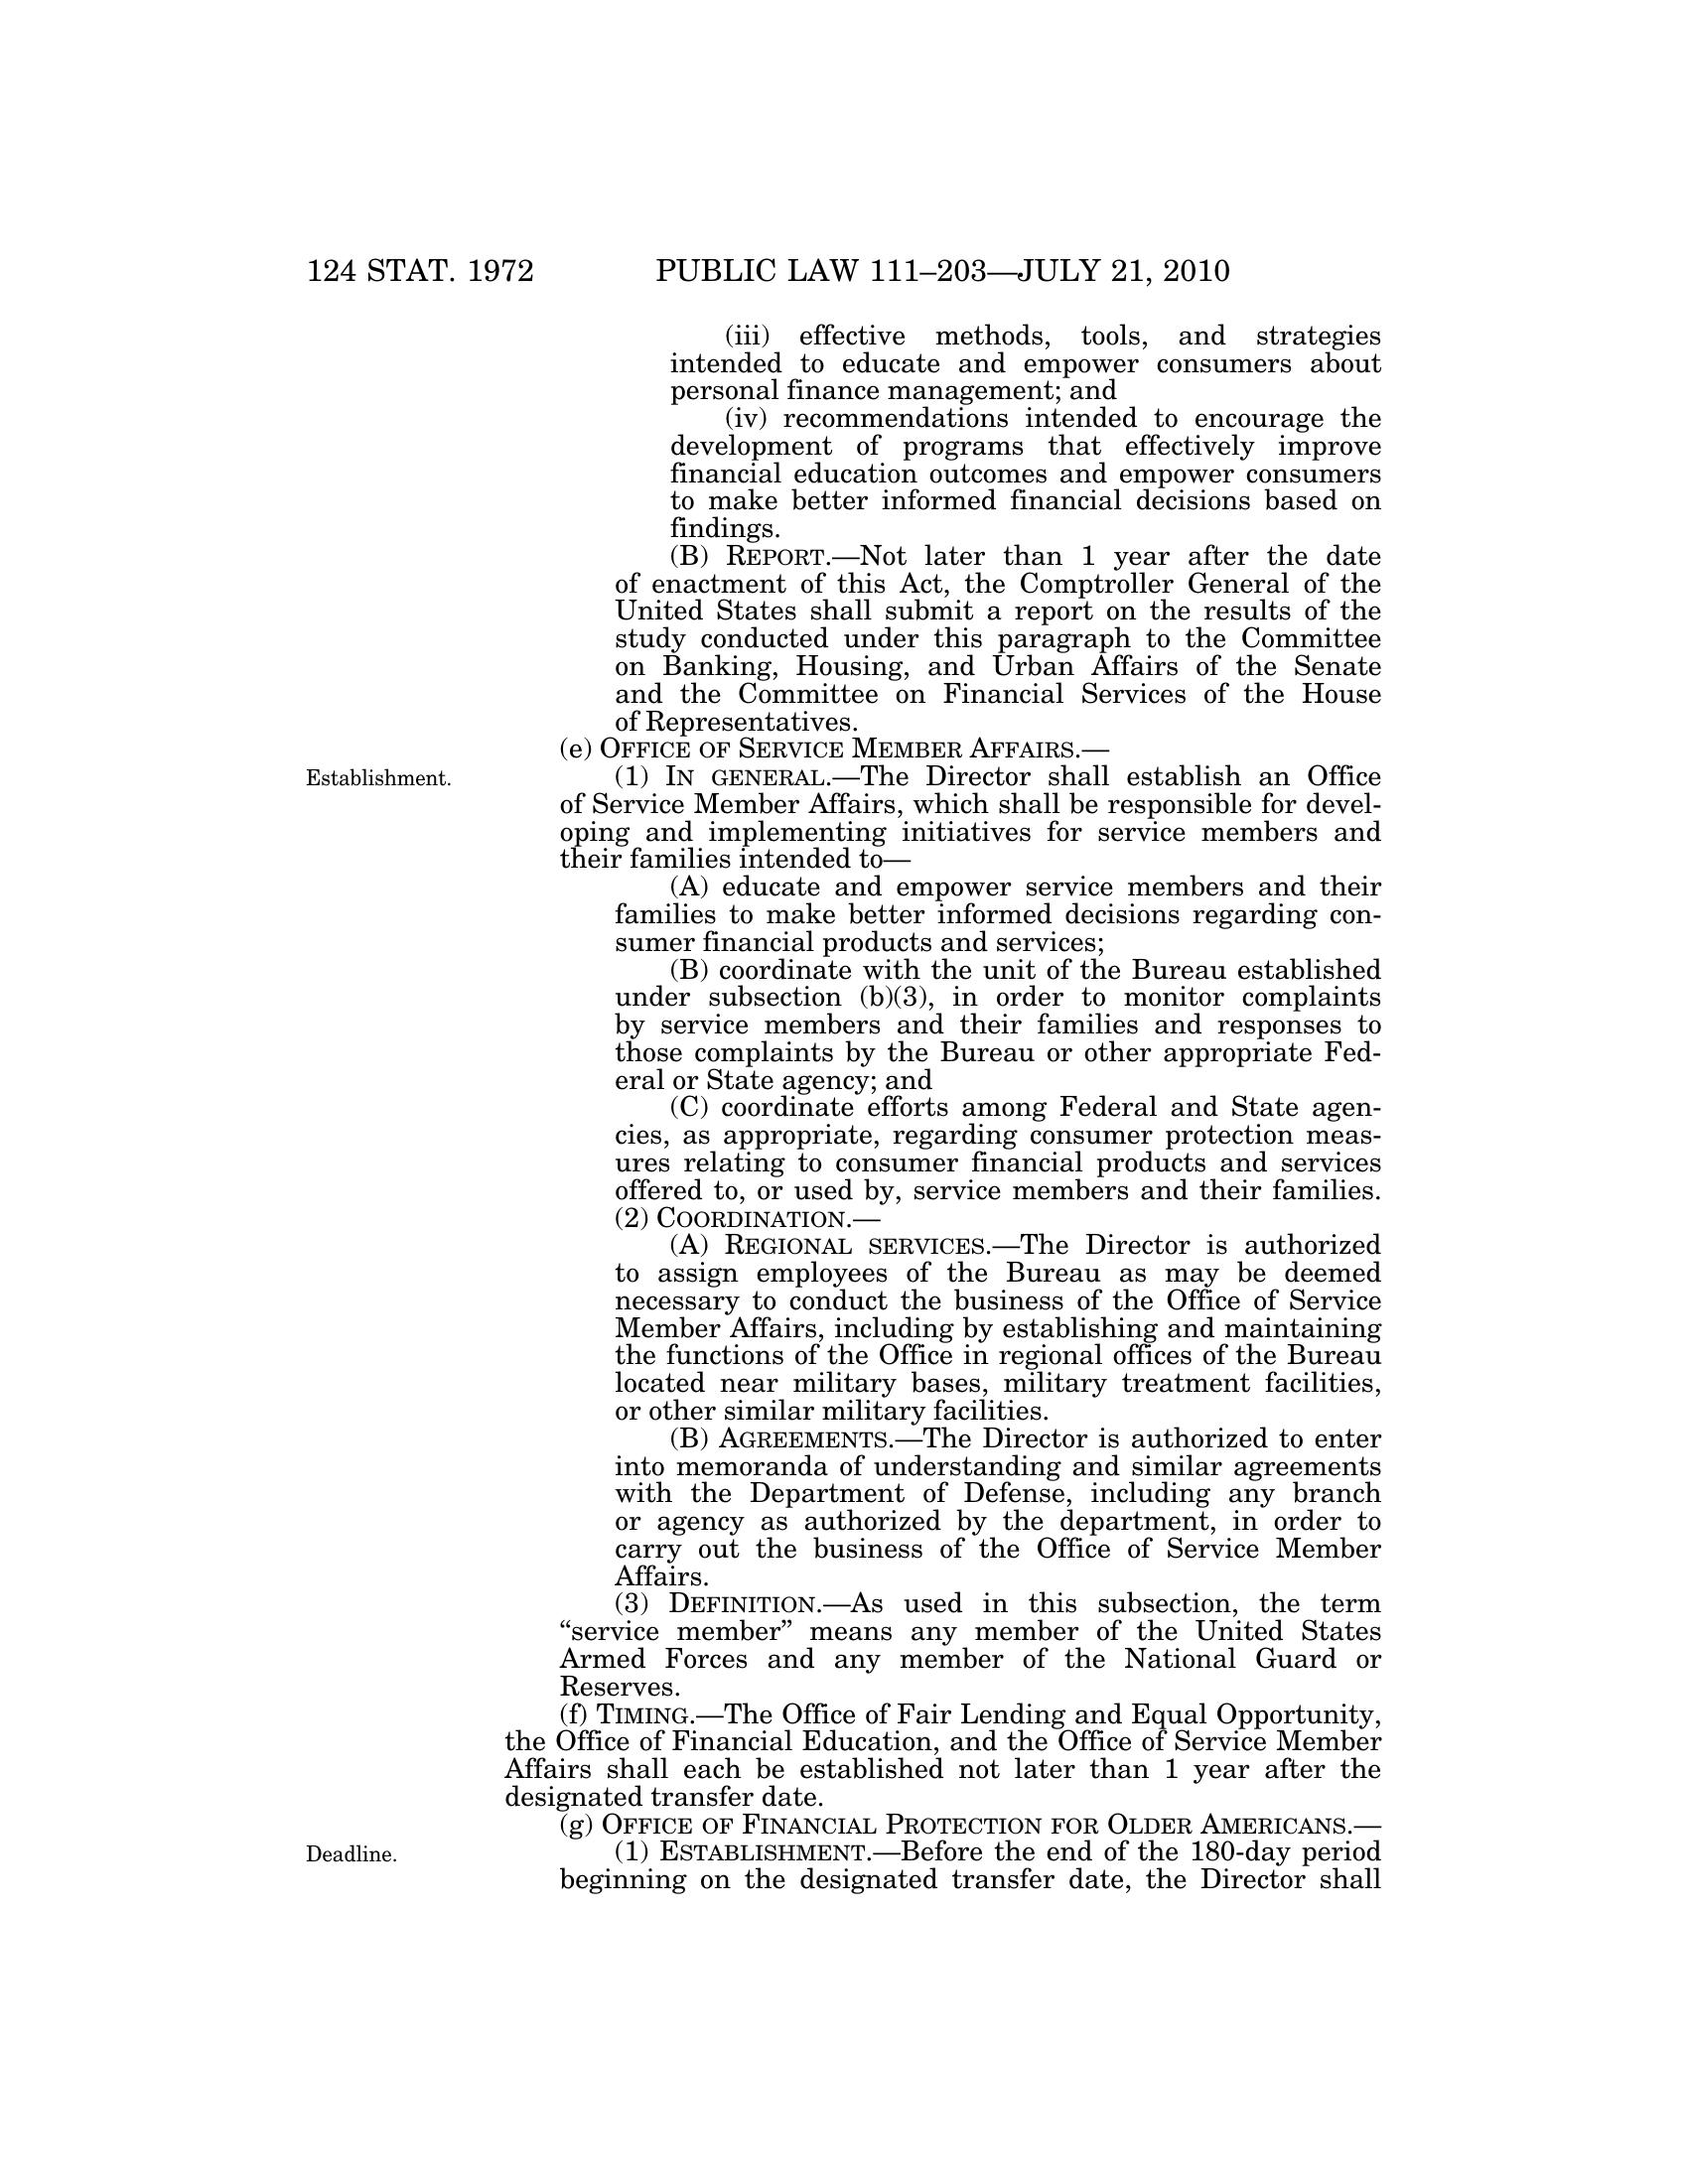 124 STAT. 1972 PUBLIC LAW 111–203—JULY 21, 2010
(iii) effective methods, tools, and strategies
intended to educate and empower consumers about
personal finance management; and
(iv) recommendations intended to encourage the
development of programs that effectively improve
financial education outcomes and empower consumers
to make better informed financial decisions based on
findings.
(B) REPORT.—Not later than 1 year after the date
of enactment of this Act, the Comptroller General of the
United States shall submit a report on the results of the
study conducted under this paragraph to the Committee
on Banking, Housing, and Urban Affairs of the Senate
and the Committee on Financial Services of the House
of Representatives.
(e) OFFICE OF SERVICE MEMBER AFFAIRS.—
Establishment.
(1) IN GENERAL.—The Director shall establish an Office
of Service Member Affairs, which shall be responsible for devel-
oping and implementing initiatives for service members and
their families intended to—
(A) educate and empower service members and their
families to make better informed decisions regarding con-
sumer financial products and services;
(B) coordinate with the unit of the Bureau established
under subsection (b)(3), in order to monitor complaints
by service members and their families and responses to
those complaints by the Bureau or other appropriate Fed-
eral or State agency; and
(C) coordinate efforts among Federal and State agen-
cies, as appropriate, regarding consumer protection meas-
ures relating to consumer financial products and services
offered to, or used by, service members and their families.
(2) COORDINATION.—
(A) REGIONAL SERVICES.—The Director is authorized
to assign employees of the Bureau as may be deemed
necessary to conduct the business of the Office of Service
Member Affairs, including by establishing and maintaining
the functions of the Office in regional offices of the Bureau
located near military bases, military treatment facilities,
or other similar military facilities.
(B) AGREEMENTS.—The Director is authorized to enter
into memoranda of understanding and similar agreements
with the Department of Defense, including any branch
or agency as authorized by the department, in order to
carry out the business of the Office of Service Member
Affairs.
(3) DEFINITION.—As used in this subsection, the term
“service member” means any member of the United States
Armed Forces and any member of the National Guard or
Reserves.
(f) TIMING.—The Office of Fair Lending and Equal Opportunity,
the Office of Financial Education, and the Office of Service Member
Affairs shall each be established not later than 1 year after the
designated transfer date.
(g) OFFICE OF FINANCIAL PROTECTION FOR OLDER AMERICANS.—
Deadline.
(1) ESTABLISHMENT.—Before the end of the 180-day period
beginning on the designated transfer date, the Director shall